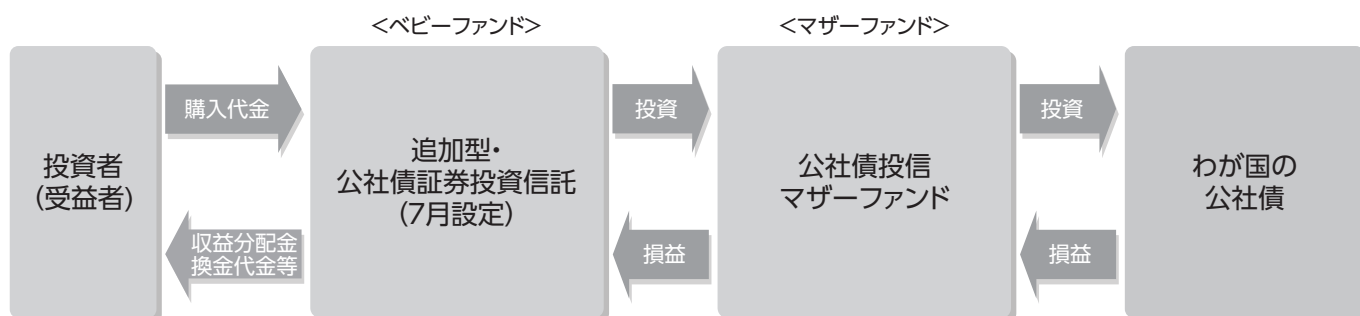 <ベビーファンド>
<マザーファンド>
投資者
(受益者)
購入代金
収益分配金
換金代金等
追加型・
公社債証券投資信託
(7月設定)
投資
損益
公社債投信
マザーファンド
投資
損益
わが国の
公社債